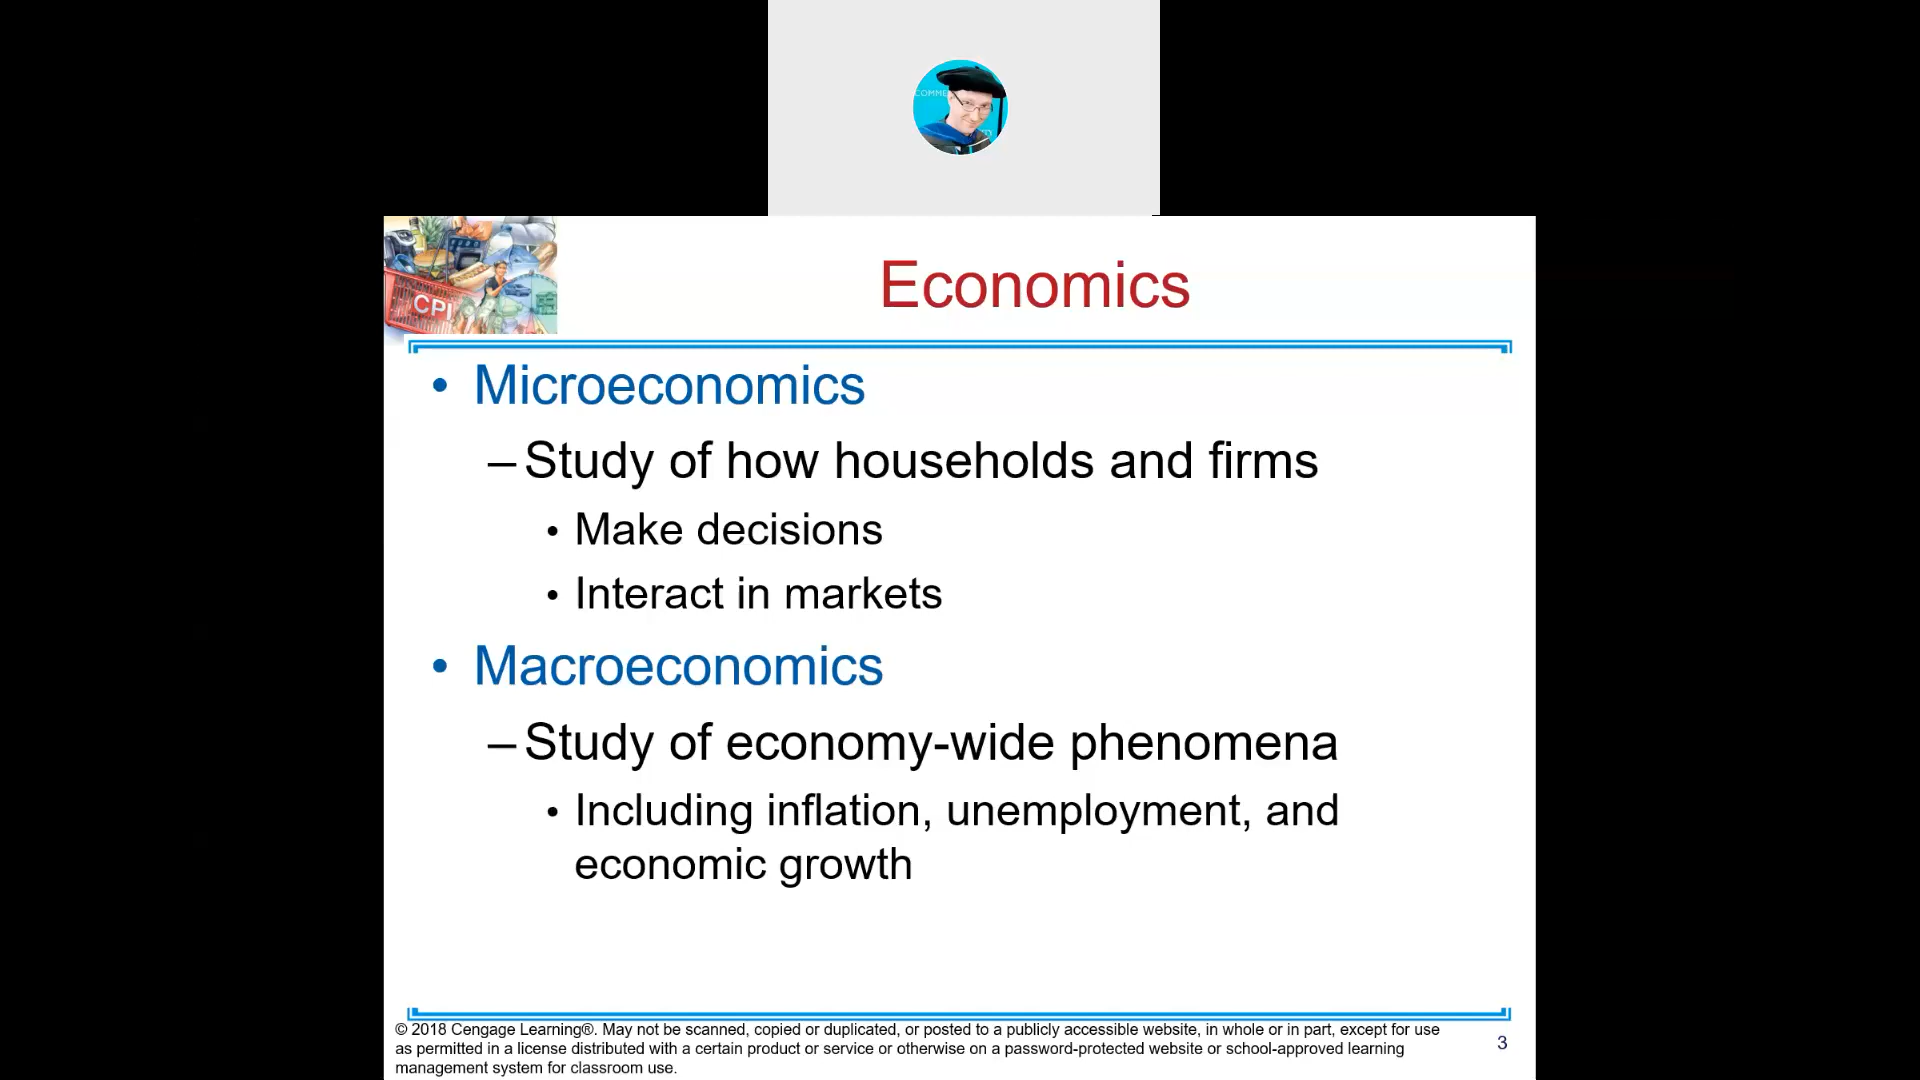 COMME
CPI
Economics
• Microeconomics
– Study of how households and firms
• Make decisions
• Interact in markets
• Macroeconomics
– Study of economy-wide phenomena
• Including inflation, unemployment, and
economic growth
© 2018 Cengage Learning®. May not be scanned, copied or duplicated, or posted to a publicly accessible website, in whole or in part, except for use
as permitted in a license distributed with a certain product or service or otherwise on a password-protected website or school-approved learning
management system for classroom use.
3